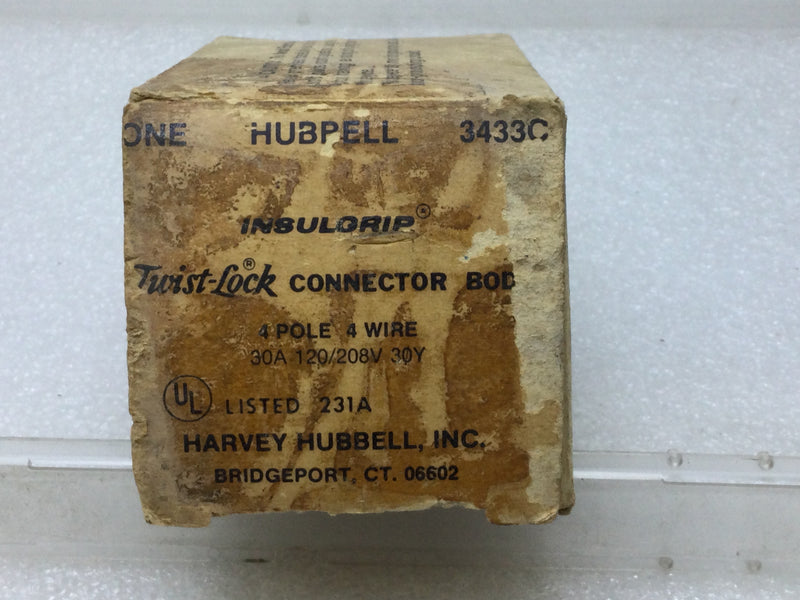 ONE HUBPELL 3433C
INSULGRIP®
Twist-Lock® CONNECTOR BOD
4 POLE 4 WIRE
30A 120/208V 30Y
UL LISTED 231A
HARVEY HUBBELL, INC.
BRIDGEPORT, CT. 06602